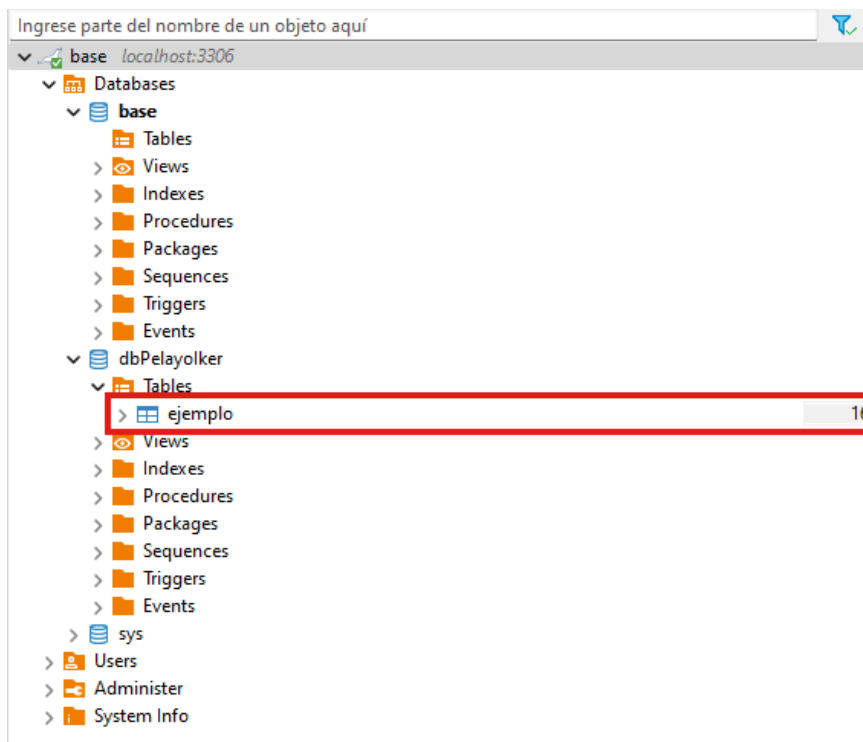 Ingrese parte del nombre de un objeto aquí
base localhost:3306
Databases
base
Tables
Views
Indexes
Procedures
Packages
Sequences
Triggers
Events
dbPelayolker
Tables
ejemplo 16
Views
Indexes
Procedures
Packages
Sequences
Triggers
Events
sys
Users
Administer
System Info